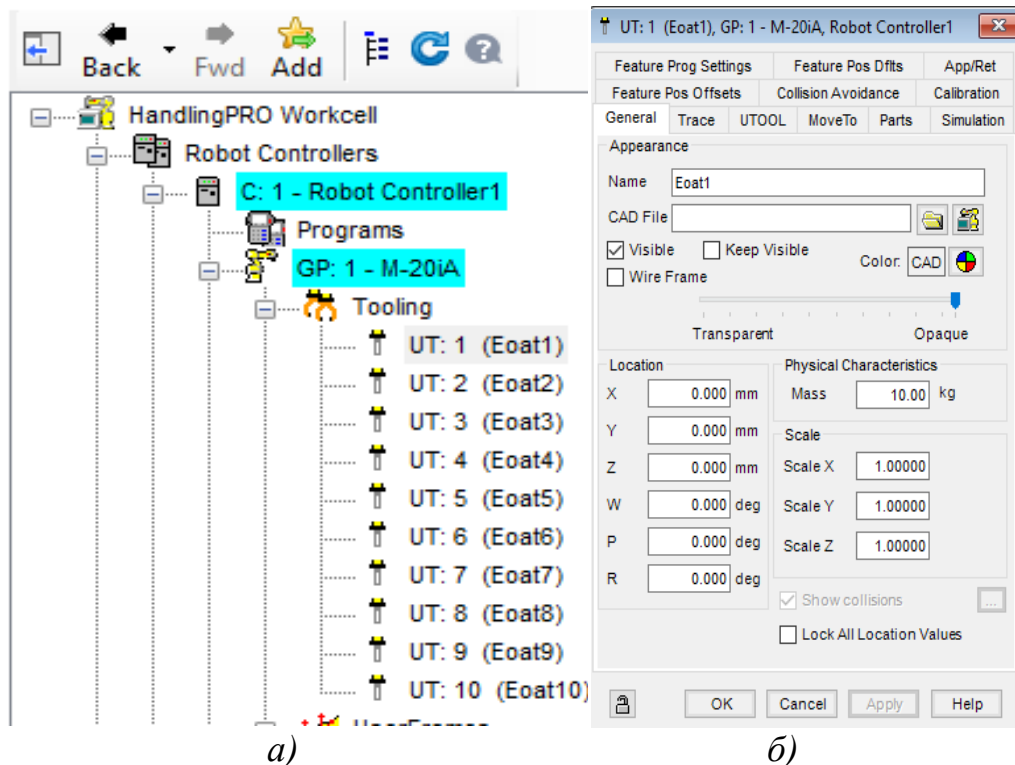 Back Fwd Add
HandlingPRO Workcell
Robot Controllers
C: 1 - Robot Controller1
Programs
GP: 1 - M-20iA
Tooling
UT: 1 (Eoat1)
UT: 2 (Eoat2)
UT: 3 (Eoat3)
UT: 4 (Eoat4)
UT: 5 (Eoat5)
UT: 6 (Eoat6)
UT: 7 (Eoat7)
UT: 8 (Eoat8)
UT: 9 (Eoat9)
UT: 10 (Eoat10)
а)
UT: 1 (Eoat1), GP: 1 - M-20iA, Robot Controller1
Feature Prog Settings Feature Pos Dflts App/Ret
Feature Pos Offsets Collision Avoidance Calibration
General Trace UTOOL MoveTo Parts Simulation
Appearance
Name Eoat1
CAD File
Visible Keep Visible Color: CAD
Wire Frame
Transparent Opaque
Location Physical Characteristics
X 0.000 mm Mass 10.00 kg
Y 0.000 mm Scale
Z 0.000 mm Scale X 1.00000
W 0.000 deg Scale Y 1.00000
P 0.000 deg Scale Z 1.00000
R 0.000 deg
Show collisions ...
Lock All Location Values
OK Cancel Apply Help
б)